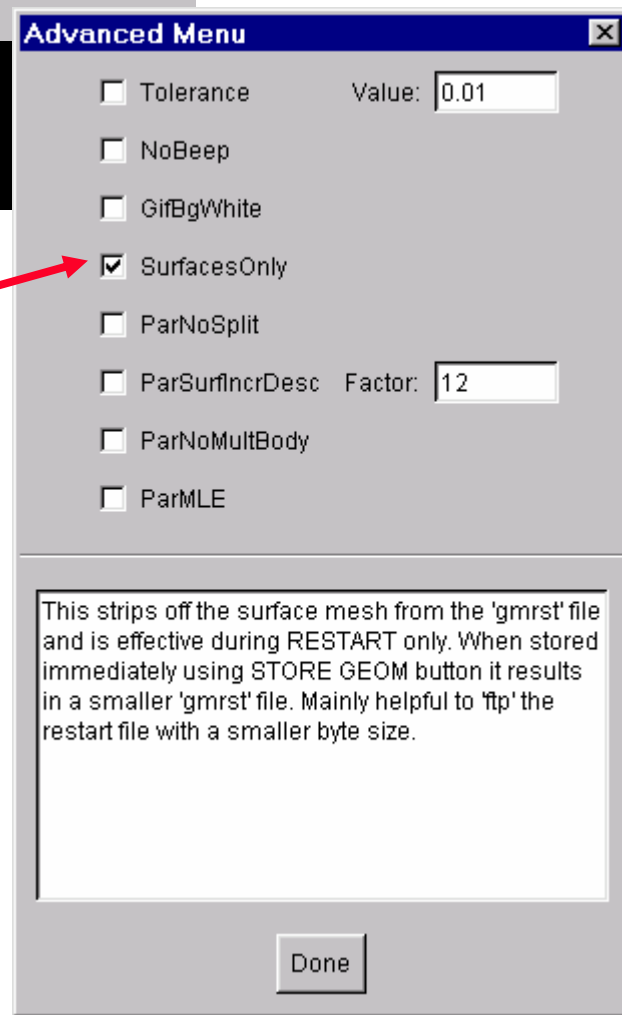 Advanced Menu
Tolerance Value: 0.01
NoBeep
GifBgWhite
SurfacesOnly
ParNoSplit
ParSurfIncrDesc Factor: 12
ParNoMultBody
ParMLE
This strips off the surface mesh from the 'gmrst' file
and is effective during RESTART only. When stored
immediately using STORE GEOM button it results
in a smaller 'gmrst' file. Mainly helpful to 'ftp' the
restart file with a smaller byte size.
Done